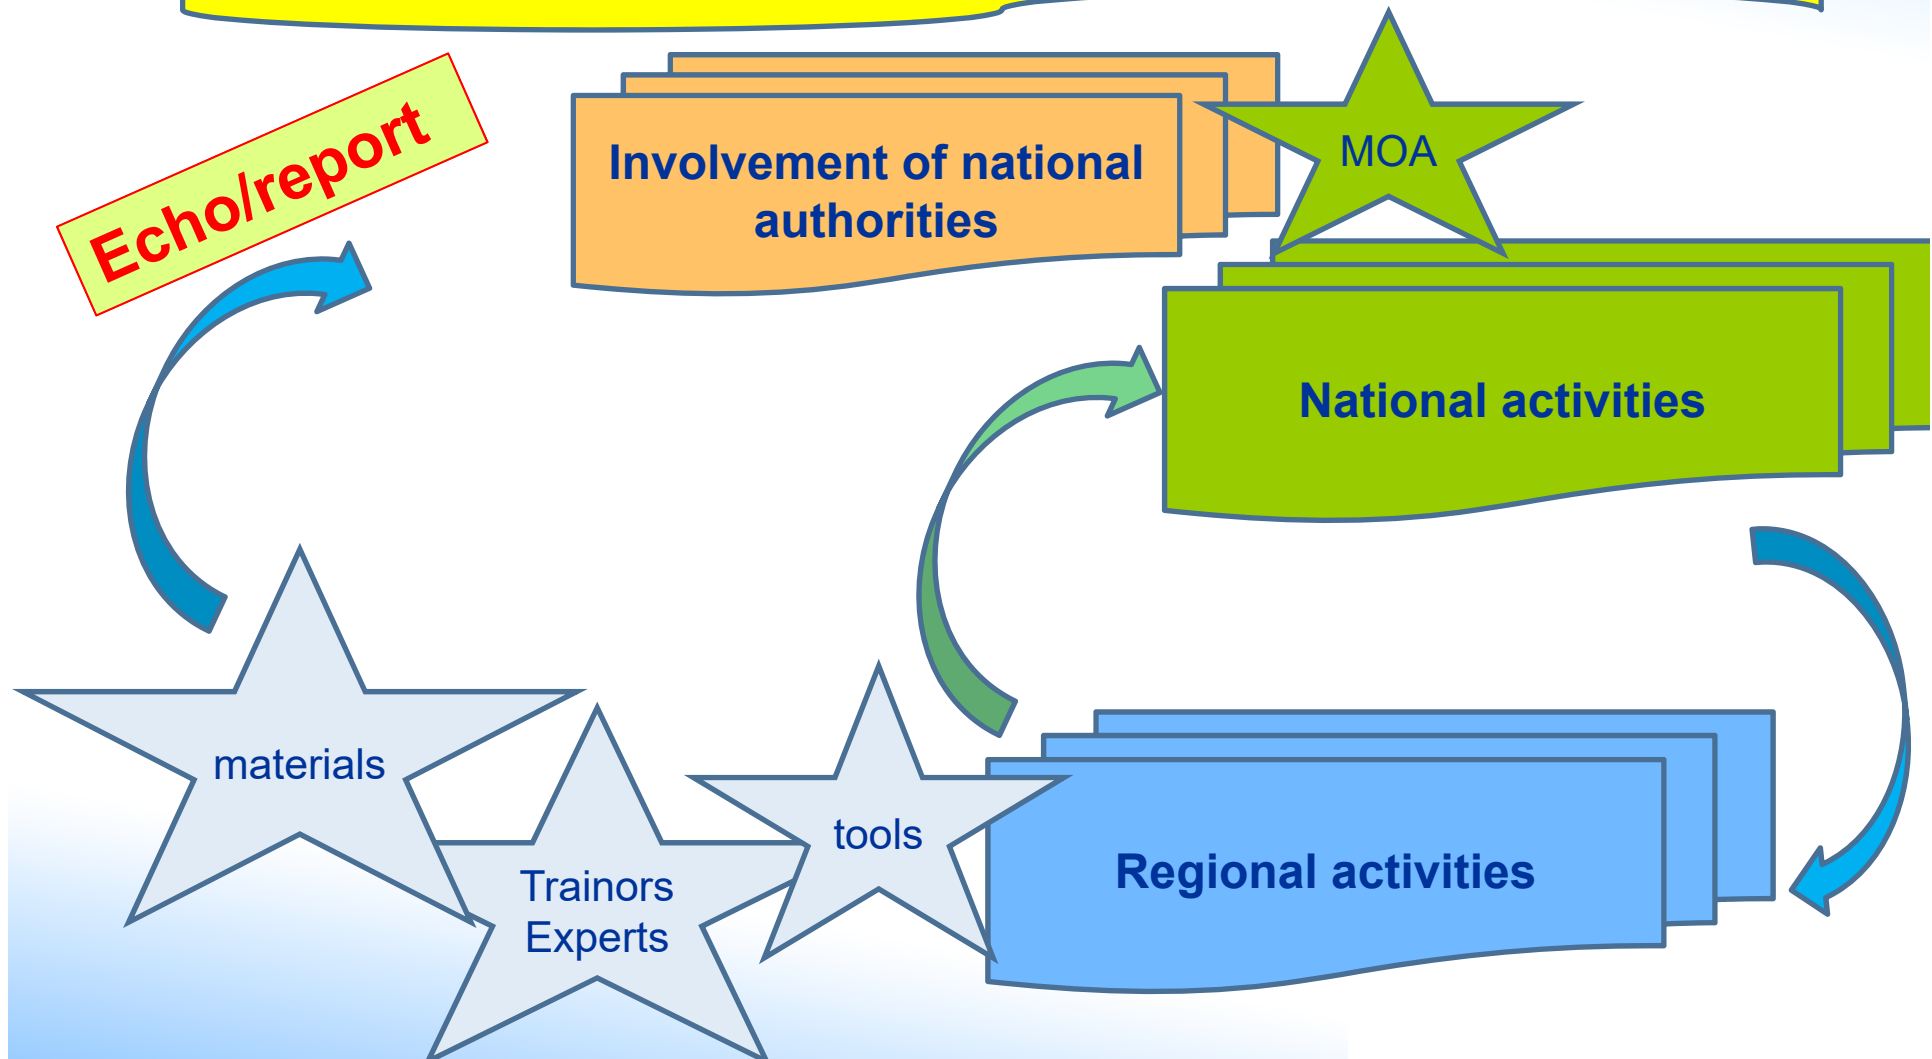 Echo/report
Involvement of national
authorities
MOA
National activities
materials
Trainors
Experts
tools
Regional activities